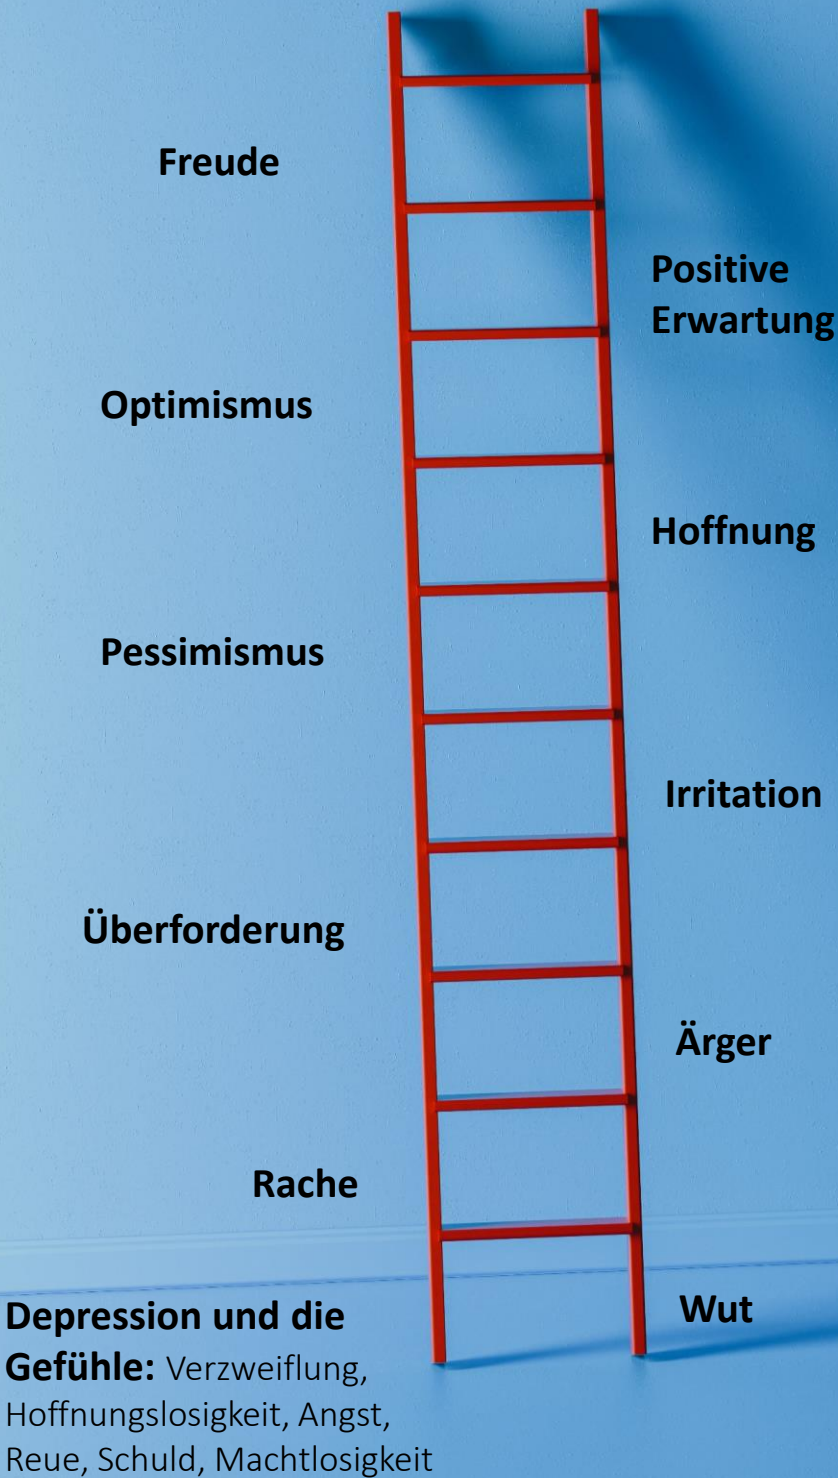 Freude
Positive
Erwartung
Optimismus
Hoffnung
Pessimismus
Irritation
Überforderung
Ärger
Rache
Wut
Depression und die
Gefühle: Verzweiflung,
Hoffnungslosigkeit, Angst,
Reue, Schuld, Machtlosigkeit